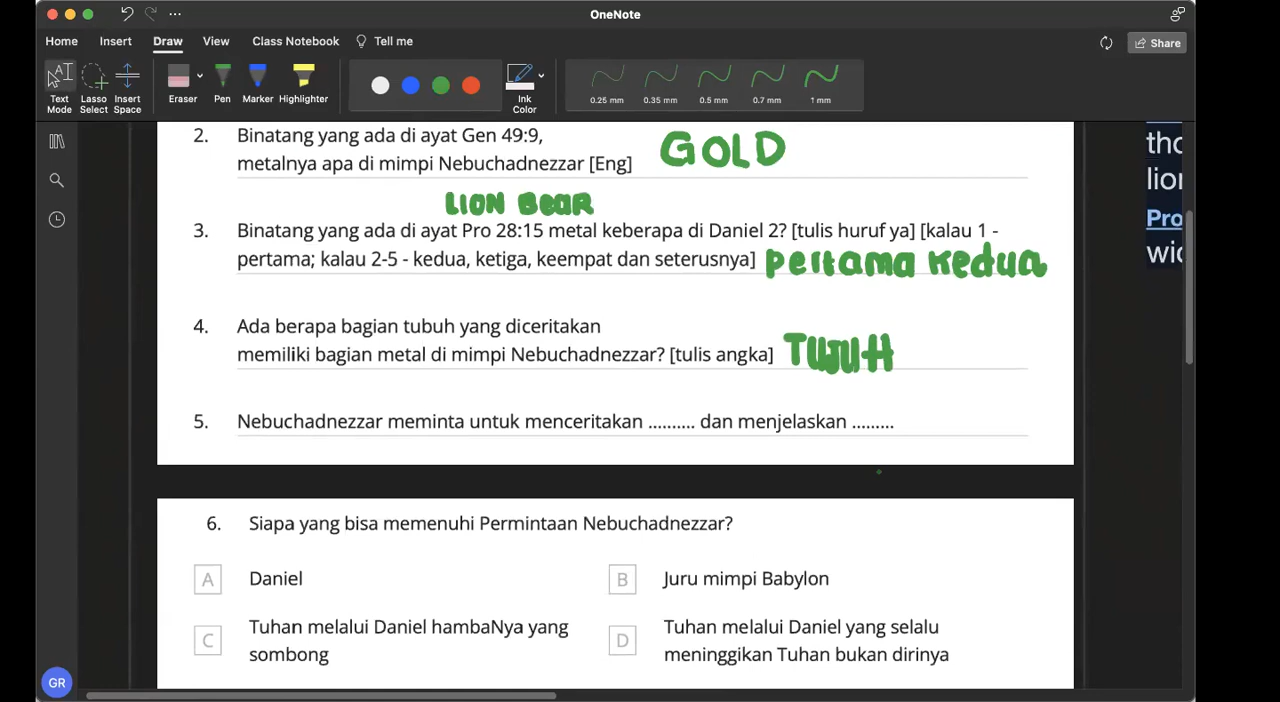 OneNote
Home Insert Draw View Class Notebook Tell me
Share
Text Mode
Lasso Select
Insert Space
Eraser
Pen
Marker
Highlighter
Ink Color
0.25 mm 0.35 mm 0.5 mm 0.7 mm 1 mm
2. Binatang yang ada di ayat Gen 49:9,
metalnya apa di mimpi Nebuchadnezzar [Eng] GOLD
LION BEAR
3. Binatang yang ada di ayat Pro 28:15 metal keberapa di Daniel 2? [tulis huruf ya] [kalau 1 -
pertama; kalau 2-5 - kedua, ketiga, keempat dan seterusnya] Pertama Kedua
4. Ada berapa bagian tubuh yang diceritakan
memiliki bagian metal di mimpi Nebuchadnezzar? [tulis angka] TUJUH
5. Nebuchadnezzar meminta untuk menceritakan .......... dan menjelaskan .........
6. Siapa yang bisa memenuhi Permintaan Nebuchadnezzar?
A Daniel
B Juru mimpi Babylon
C Tuhan melalui Daniel hambaNya yang
sombong
D Tuhan melalui Daniel yang selalu
meninggikan Tuhan bukan dirinya
Pro
GR